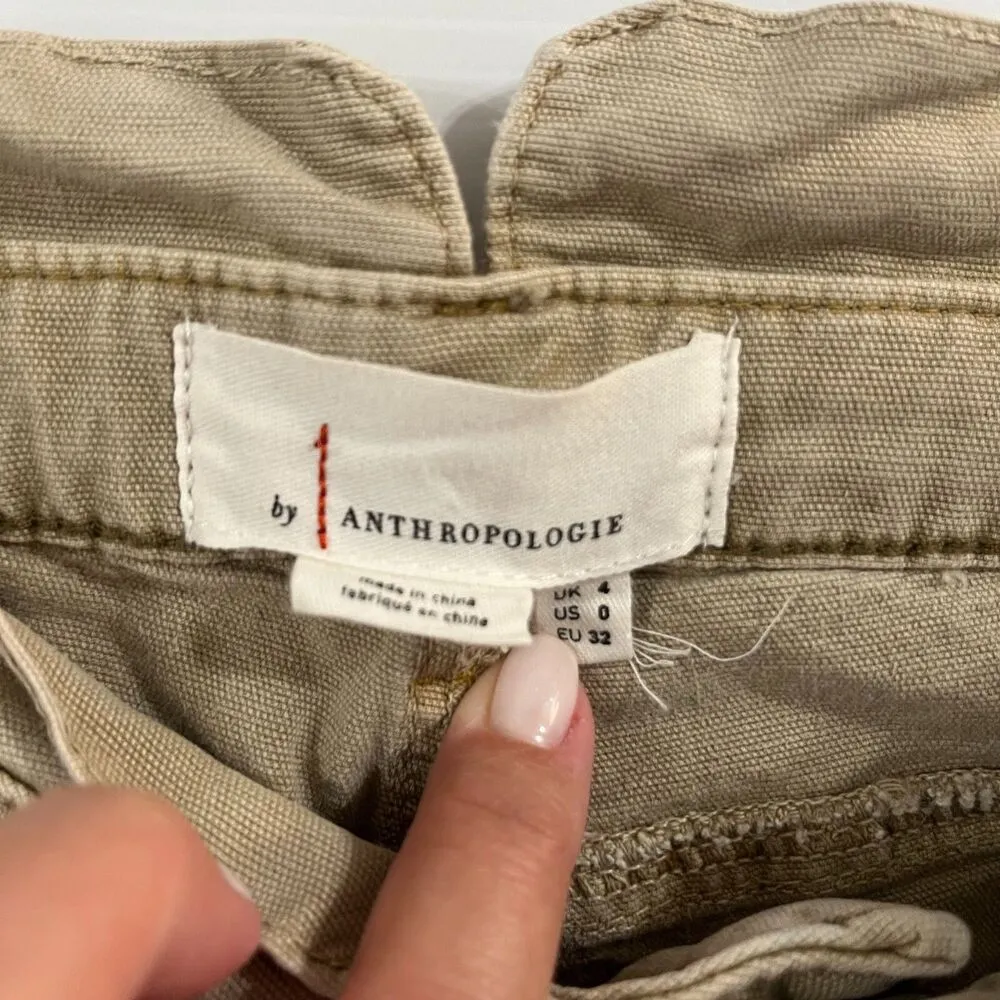 by ANTHROPOLOGIE
made in china
fabriqué en chine
UK 4
US 0
EU 32